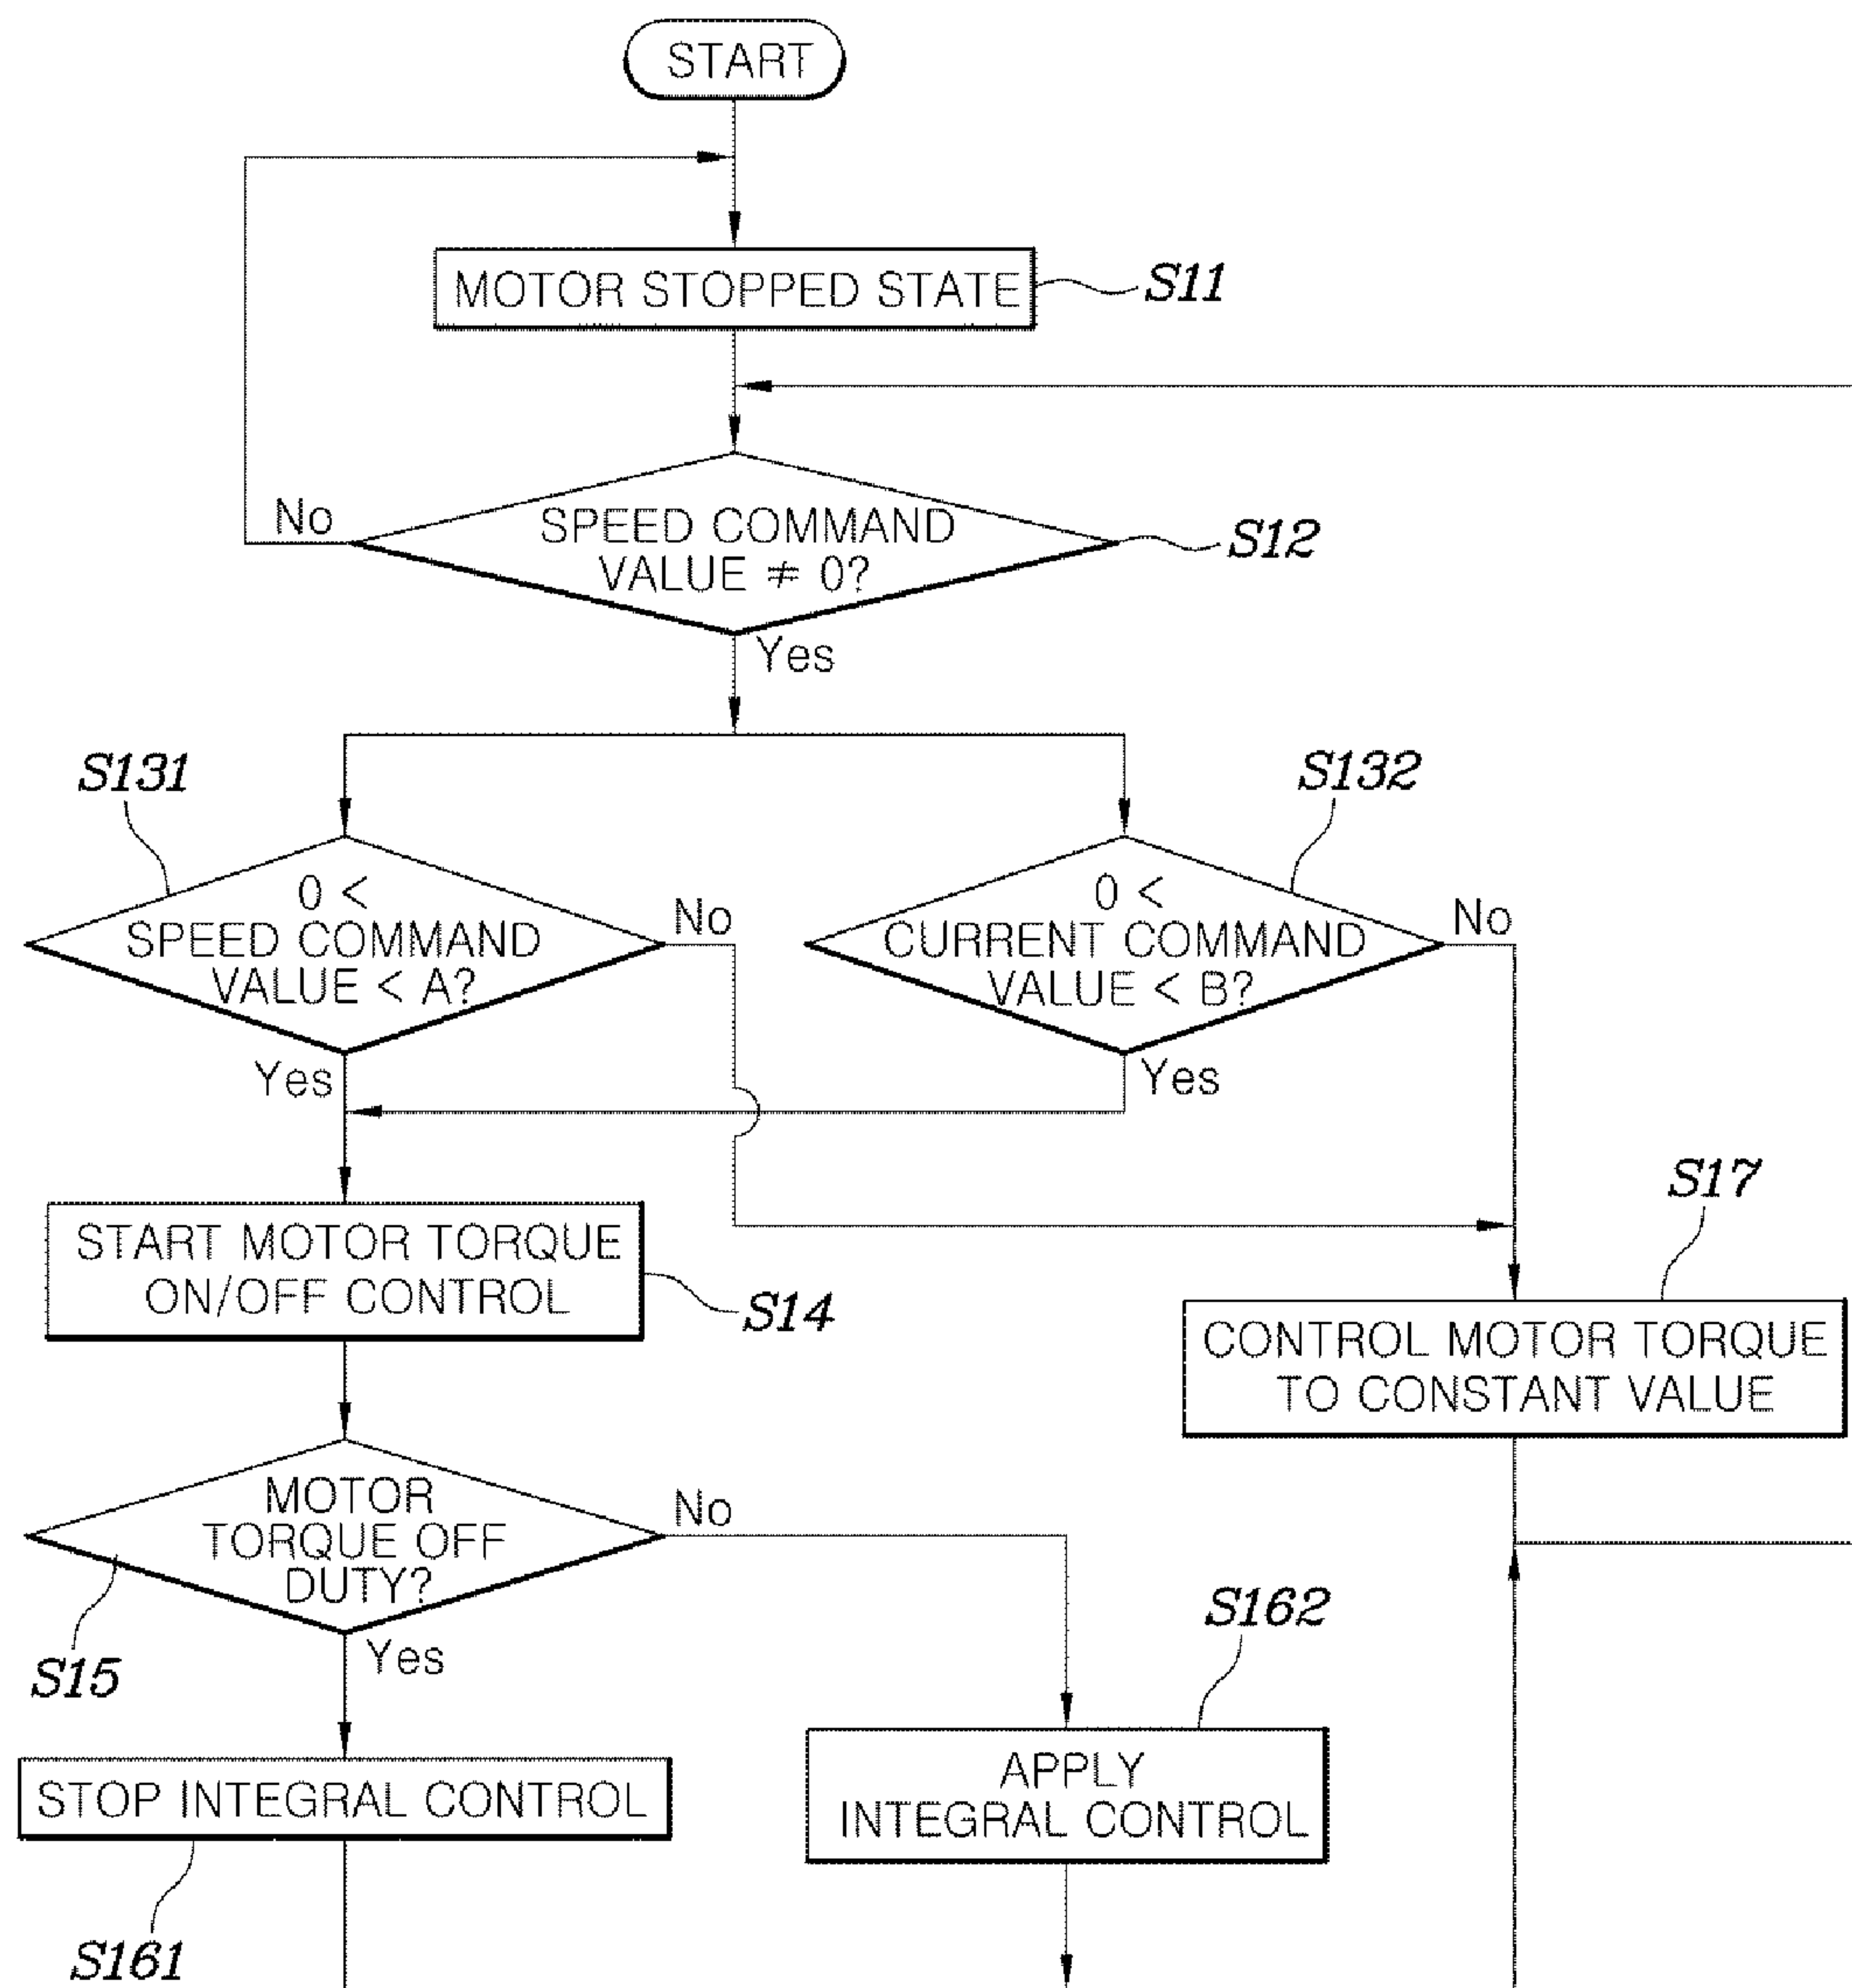 START
MOTOR STOPPED STATE
S11
No
SPEED COMMAND
VALUE ≠ 0?
S12
Yes
S131
S132
0 <
SPEED COMMAND
VALUE < A?
No
0 <
CURRENT COMMAND
VALUE < B?
No
Yes
Yes
S17
START MOTOR TORQUE
ON/OFF CONTROL
S14
CONTROL MOTOR TORQUE
TO CONSTANT VALUE
MOTOR
TORQUE OFF
DUTY?
No
S15
Yes
S162
STOP INTEGRAL CONTROL
APPLY
INTEGRAL CONTROL
S161